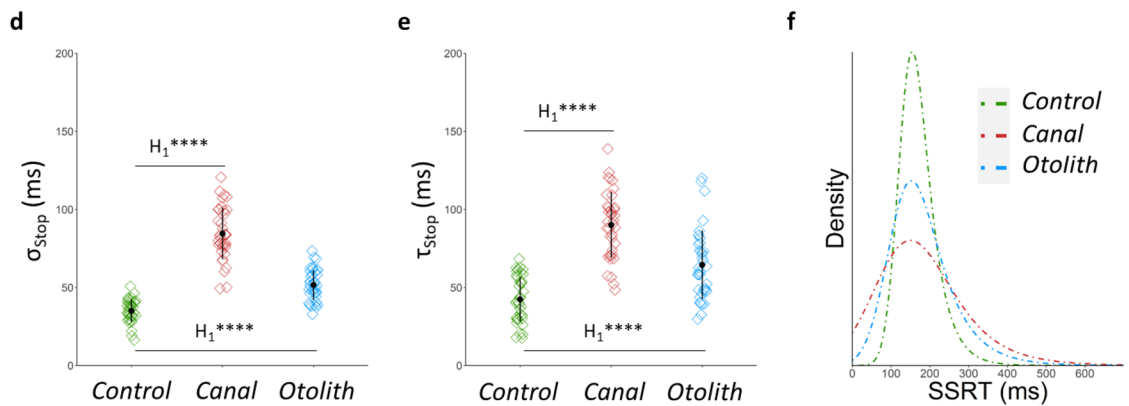 d
σStop (ms)
200
150
100
50
0
H1****
H1****
Control Canal Otolith
e
τStop (ms)
200
150
100
50
0
H1****
H1****
Control Canal Otolith
f
Density
Control
Canal
Otolith
0 100 200 300 400 500 600
SSRT (ms)